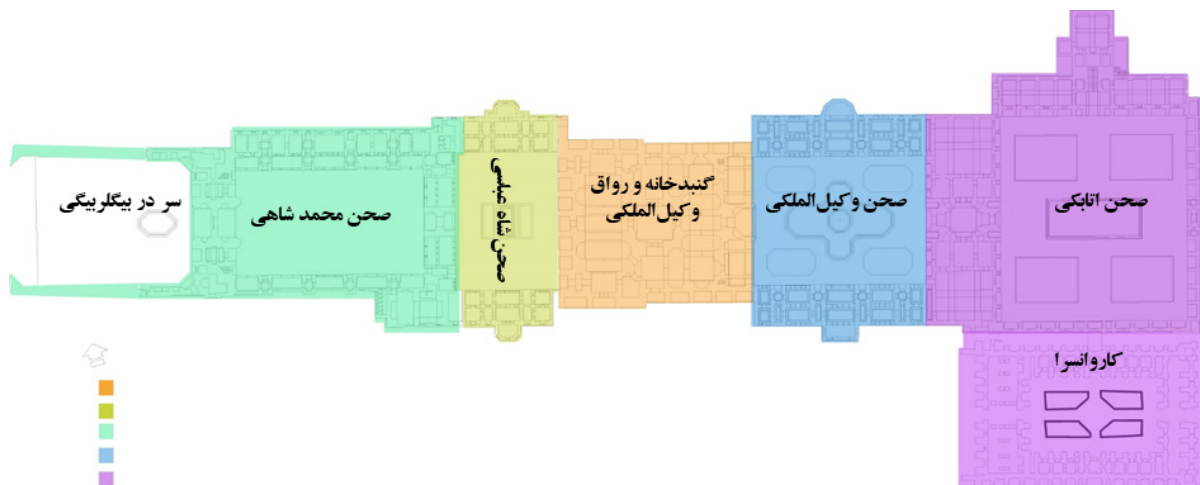 صحن اتابکی
صحن وکیل‌الملکی
گنبدخانه و رواق
وکیل‌الملکی
صحن شاه عباسی
صحن محمد شاهی
سر در بیگلربیگی
کاروانسرا